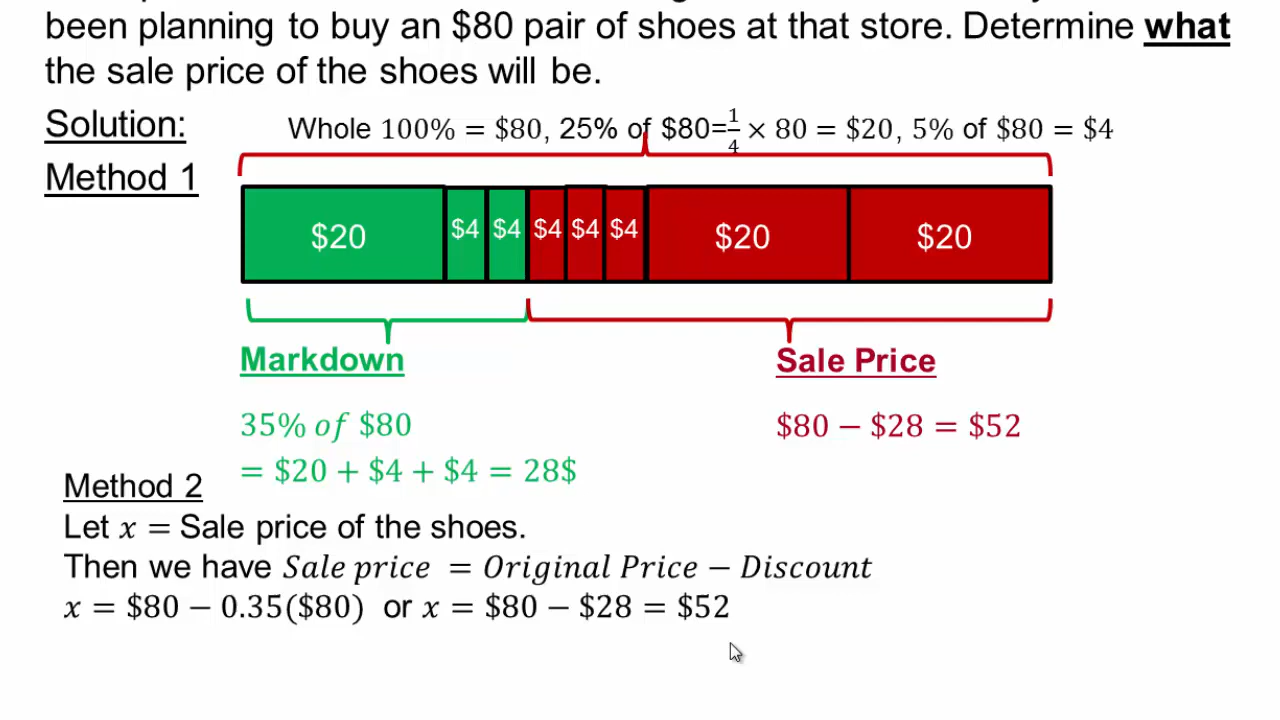 been planning to buy an $80 pair of shoes at that store. Determine what
the sale price of the shoes will be.
Solution:
Whole 100% = $80, 25% of $80=1/4 × 80 = $20, 5% of $80 = $4
Method 1
$20 $4 $4 $4 $4 $4 $20 $20
Markdown
Sale Price
35% of $80
$80 − $28 = $52
= $20 + $4 + $4 = 28$
Method 2
Let x = Sale price of the shoes.
Then we have Sale price = Original Price − Discount
x = $80 − 0.35($80) or x = $80 − $28 = $52